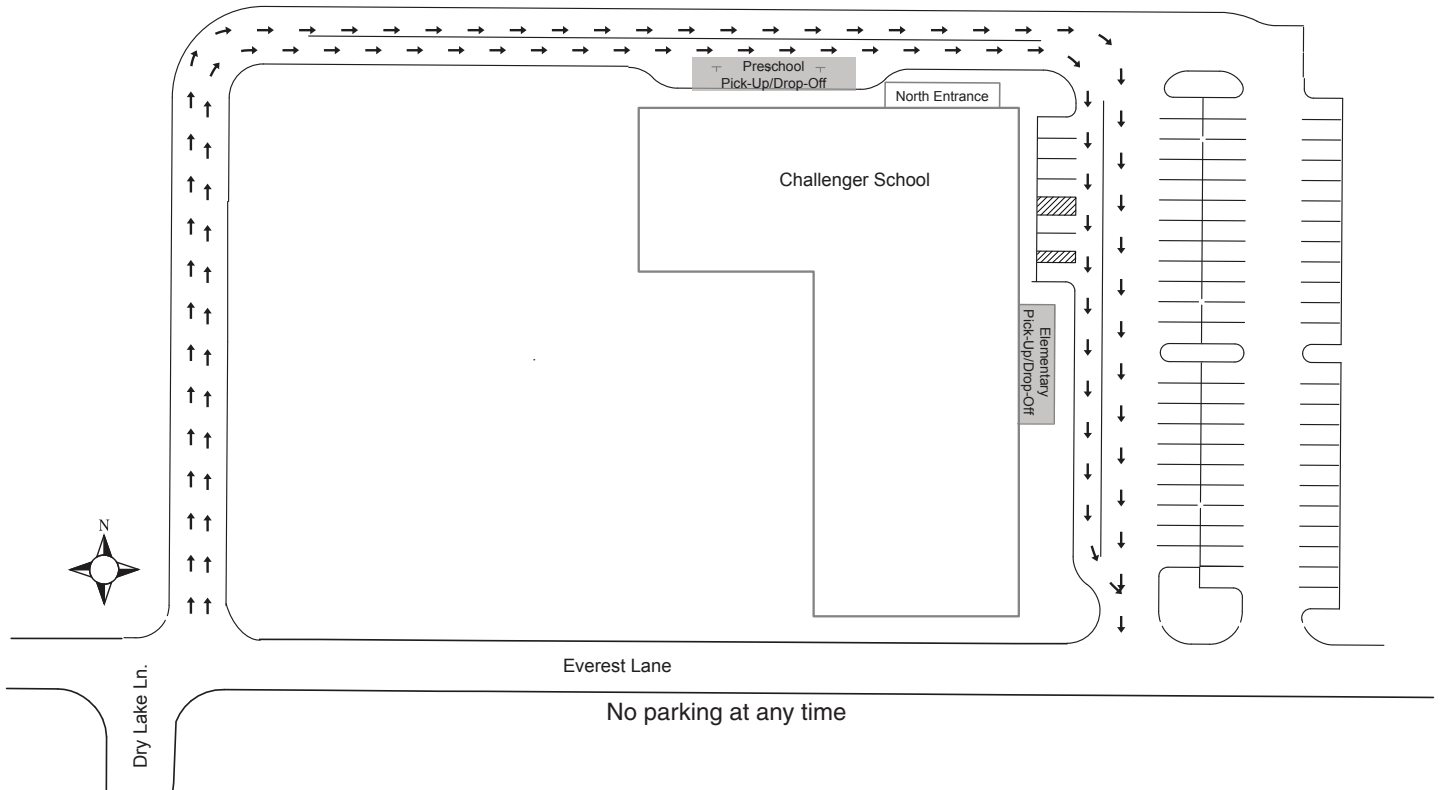 Preschool
Pick-Up/Drop-Off
North Entrance
Challenger School
Elementary
Pick-Up/Drop-Off
N
Everest Lane
Dry Lake Ln.
No parking at any time